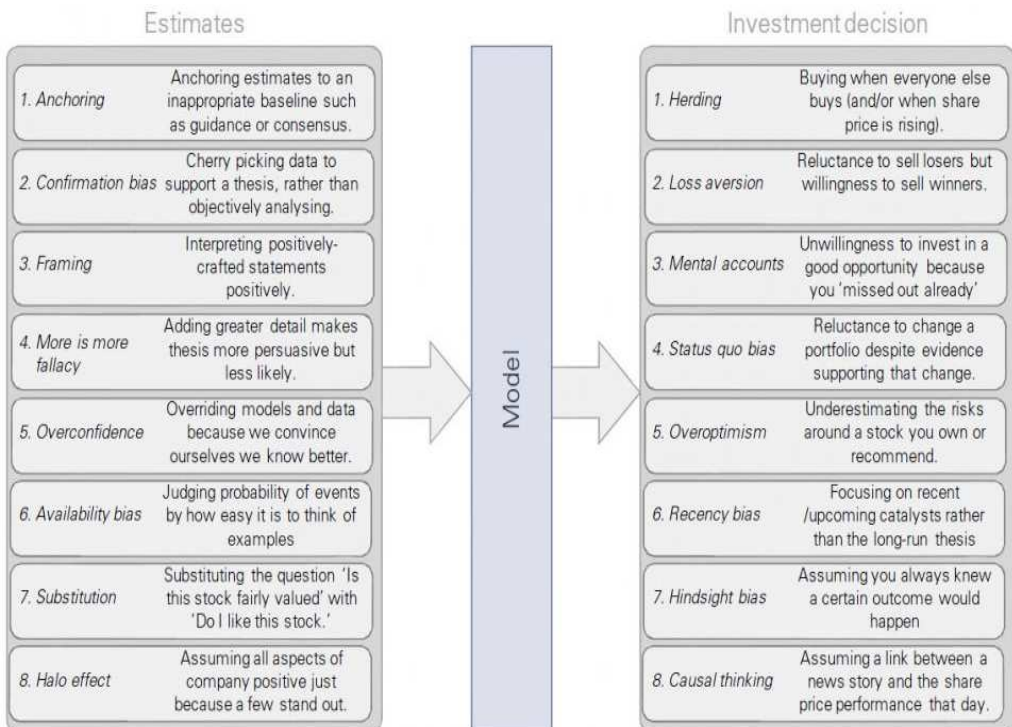 Estimates
1. Anchoring
Anchoring estimates to an
inappropriate baseline such
as guidance or consensus.
2. Confirmation bias
Cherry picking data to
support a thesis, rather than
objectively analysing.
3. Framing
Interpreting positively-
crafted statements
positively.
4. More is more
fallacy
Adding greater detail makes
thesis more persuasive but
less likely.
5. Overconfidence
Overriding models and data
because we convince
ourselves we know better.
6. Availability bias
Judging probability of events
by how easy it is to think of
examples
7. Substitution
Substituting the question ‘Is
this stock fairly valued’ with
‘Do I like this stock.’
8. Halo effect
Assuming all aspects of
company positive just
because a few stand out.
Model
Investment decision
1. Herding
Buying when everyone else
buys (and/or when share
price is rising).
2. Loss aversion
Reluctance to sell losers but
willingness to sell winners.
3. Mental accounts
Unwillingness to invest in a
good opportunity because
you ‘missed out already’
4. Status quo bias
Reluctance to change a
portfolio despite evidence
supporting that change.
5. Overoptimism
Underestimating the risks
around a stock you own or
recommend.
6. Recency bias
Focusing on recent
/upcoming catalysts rather
than the long-run thesis
7. Hindsight bias
Assuming you always knew
a certain outcome would
happen
8. Causal thinking
Assuming a link between a
news story and the share
price performance that day.